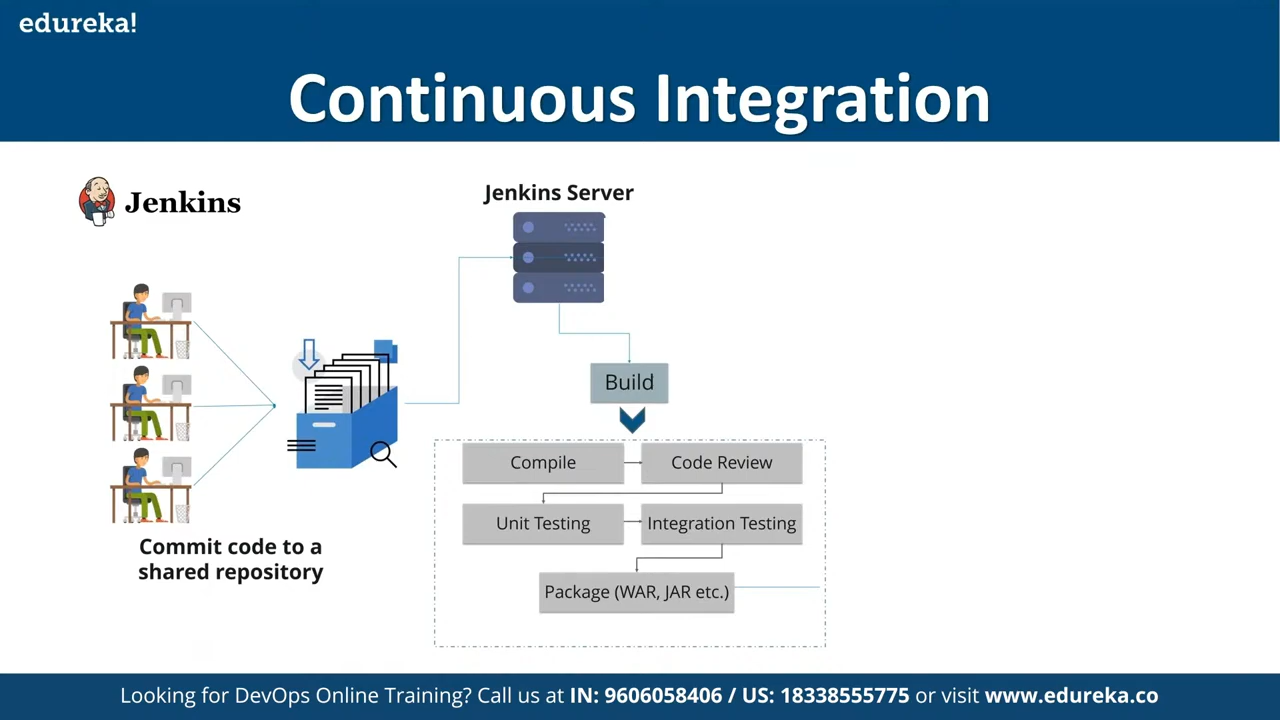 edureka!
Continuous Integration
Jenkins
Jenkins Server
Build
Compile
Code Review
Unit Testing
Integration Testing
Package (WAR, JAR etc.)
Commit code to a
shared repository
Looking for DevOps Online Training? Call us at IN: 9606058406 / US: 18338555775 or visit www.edureka.co